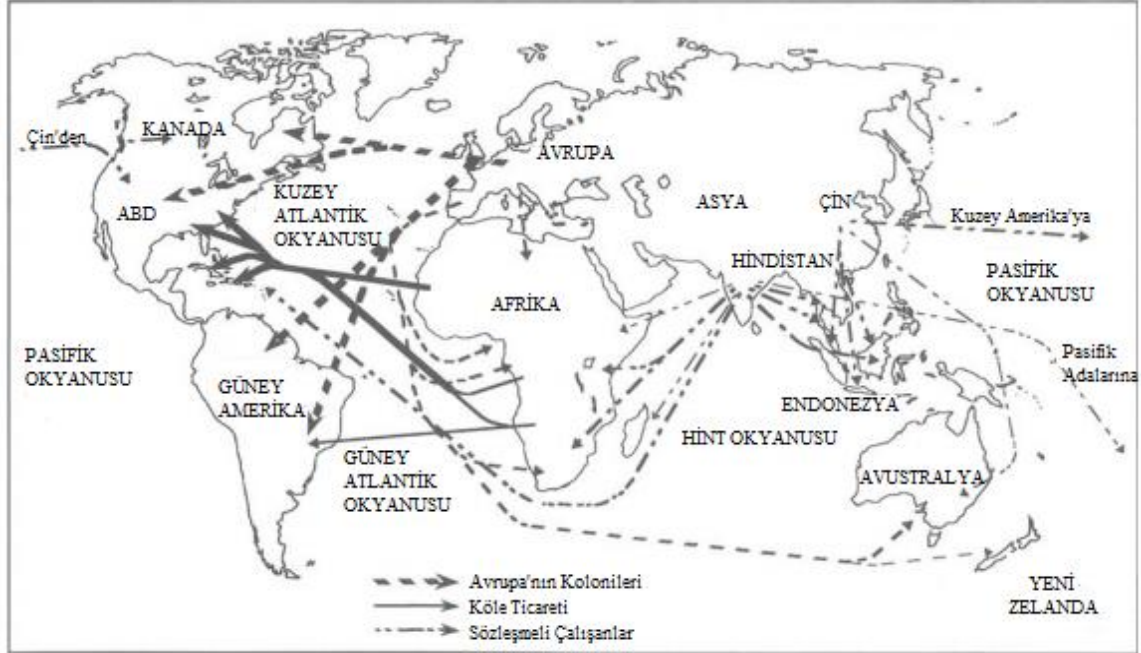 Çin'den
KANADA
AVRUPA
ABD
KUZEY
ATLANTİK
OKYANUSU
ASYA
ÇİN
Kuzey Amerika'ya
HİNDİSTAN
PASİFİK
OKYANUSU
AFRİKA
PASİFİK
OKYANUSU
Pasifik
Adalarına
GÜNEY
AMERİKA
ENDONEZYA
HİNT OKYANUSU
GÜNEY
ATLANTİK
OKYANUSU
AVUSTRALYA
YENİ
ZELANDA
Avrupa'nın Kolonileri
Köle Ticareti
Sözleşmeli Çalışanlar